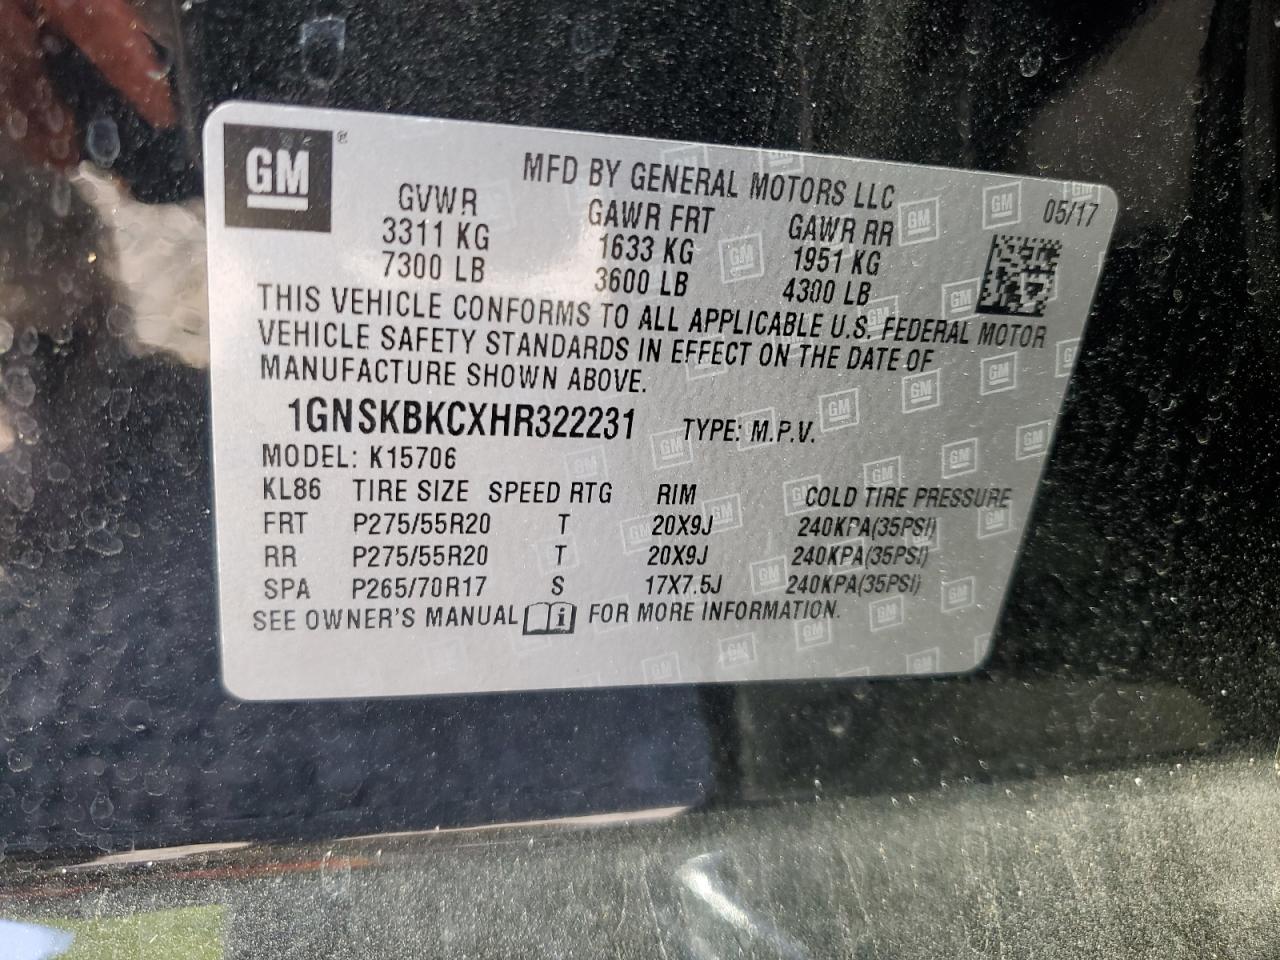 GM®
MFD BY GENERAL MOTORS LLC
05/17
GVWR GAWR FRT GAWR RR
3311 KG 1633 KG 1951 KG
7300 LB 3600 LB 4300 LB
THIS VEHICLE CONFORMS TO ALL APPLICABLE U.S. FEDERAL MOTOR
VEHICLE SAFETY STANDARDS IN EFFECT ON THE DATE OF
MANUFACTURE SHOWN ABOVE.
1GNSKBKCXHR322231 TYPE: M.P.V.
MODEL: K15706
KL86 TIRE SIZE SPEED RTG RIM COLD TIRE PRESSURE
FRT P275/55R20 T 20X9J 240KPA(35PSI)
RR P275/55R20 T 20X9J 240KPA(35PSI)
SPA P265/70R17 S 17X7.5J 240KPA(35PSI)
SEE OWNER'S MANUAL i FOR MORE INFORMATION.